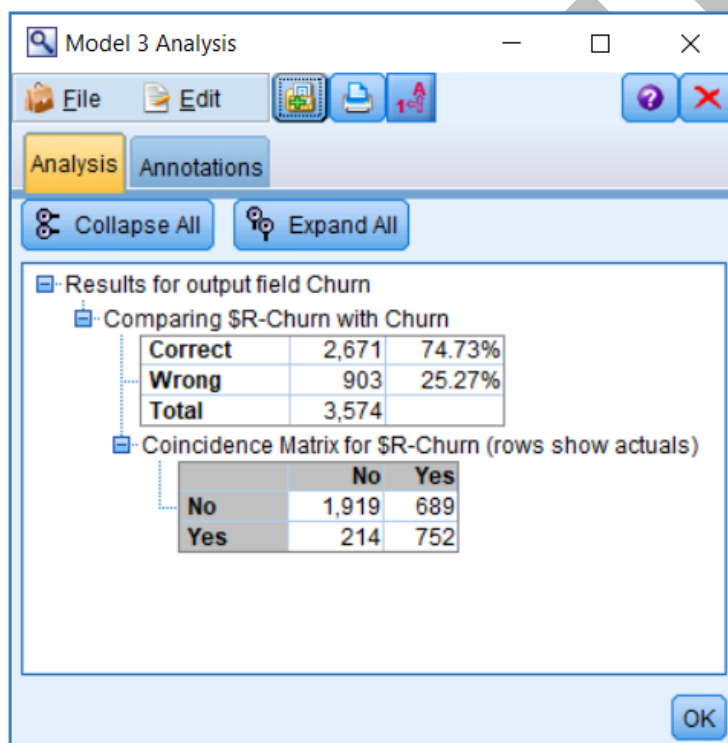 Model 3 Analysis
File Edit
Analysis Annotations
Collapse All Expand All
Results for output field Churn
Comparing $R-Churn with Churn
Correct 2,671 74.73%
Wrong 903 25.27%
Total 3,574
Coincidence Matrix for $R-Churn (rows show actuals)
No Yes
No 1,919 689
Yes 214 752
OK